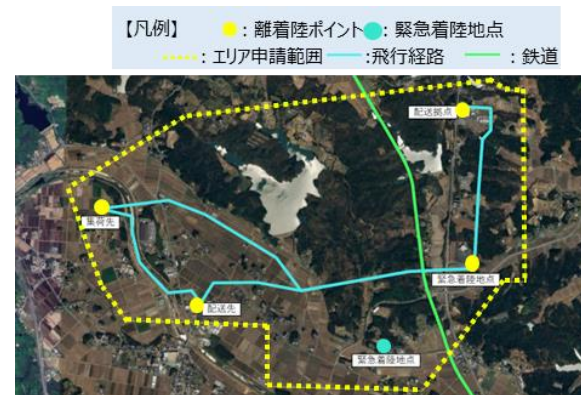 【凡例】 ：離着陸ポイント ：緊急着陸地点
：エリア申請範囲 ：飛行経路 ：鉄道
配送拠点
集荷先
緊急着陸地点
配送先
緊急着陸地点